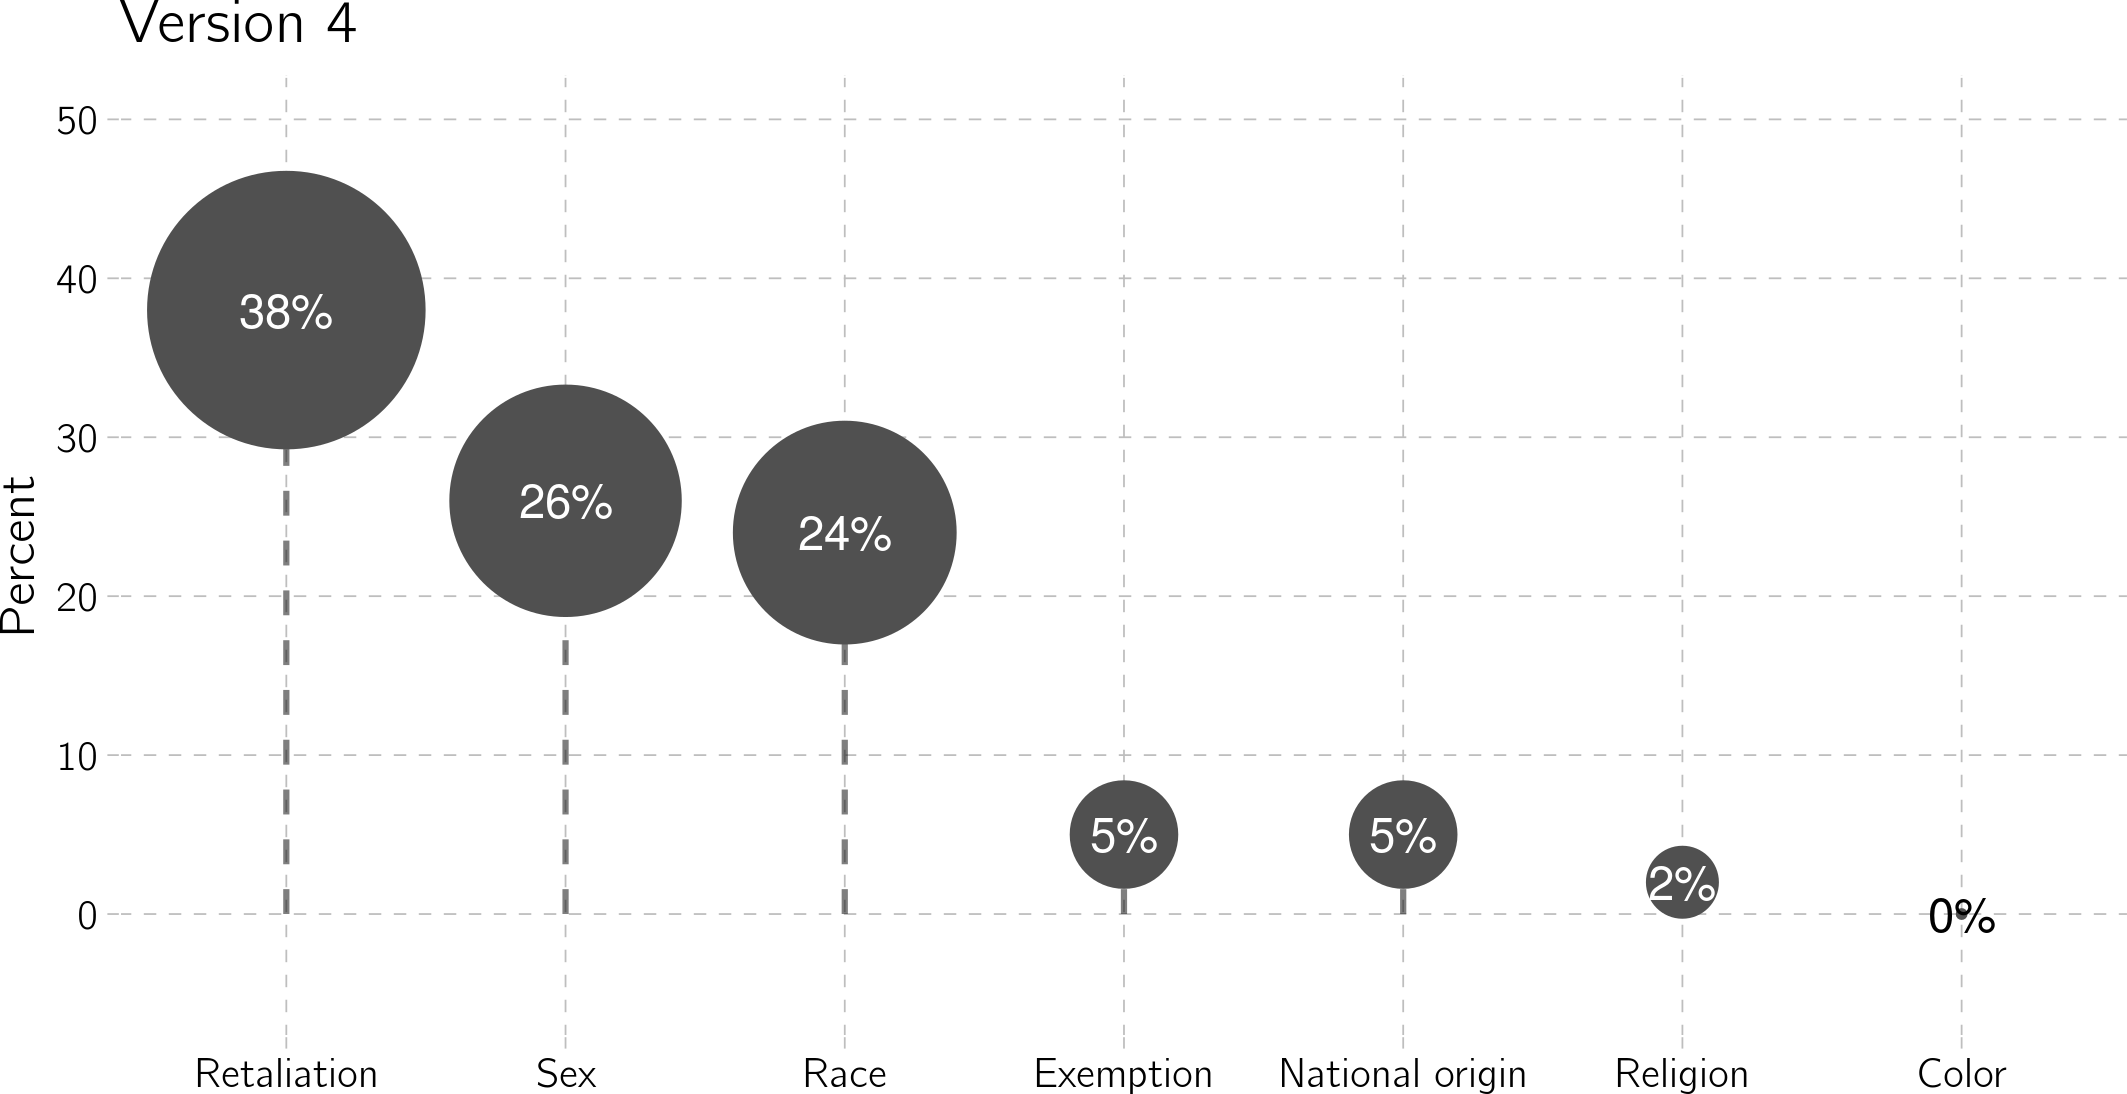 Version 4
Percent
50
40
30
20
10
0
38%
26%
24%
5%
5%
2%
0%
Retaliation
Sex
Race
Exemption
National origin
Religion
Color